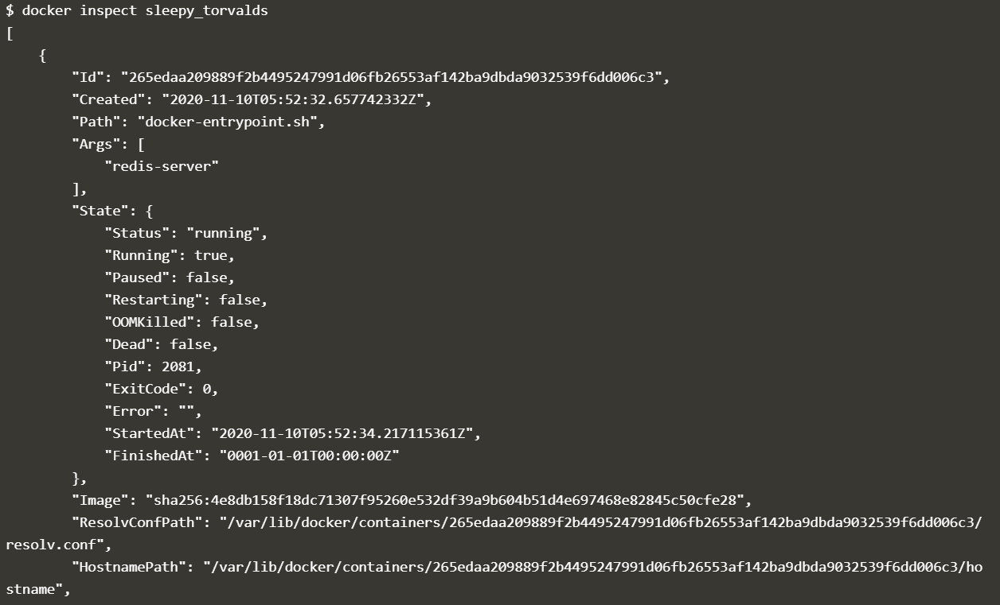 $ docker inspect sleepy_torvalds
[
    {
        "Id": "265edaa209889f2b4495247991d06fb26553af142ba9dbda9032539f6dd006c3",
        "Created": "2020-11-10T05:52:32.657742332Z",
        "Path": "docker-entrypoint.sh",
        "Args": [
            "redis-server"
        ],
        "State": {
            "Status": "running",
            "Running": true,
            "Paused": false,
            "Restarting": false,
            "OOMKilled": false,
            "Dead": false,
            "Pid": 2081,
            "ExitCode": 0,
            "Error": "",
            "StartedAt": "2020-11-10T05:52:34.217115361Z",
            "FinishedAt": "0001-01-01T00:00:00Z"
        },
        "Image": "sha256:4e8db158f18dc71307f95260e532df39a9b604b51d4e697468e82845c50cfe28",
        "ResolvConfPath": "/var/lib/docker/containers/265edaa209889f2b4495247991d06fb26553af142ba9dbda9032539f6dd006c3/
resolv.conf",
        "HostnamePath": "/var/lib/docker/containers/265edaa209889f2b4495247991d06fb26553af142ba9dbda9032539f6dd006c3/ho
stname",